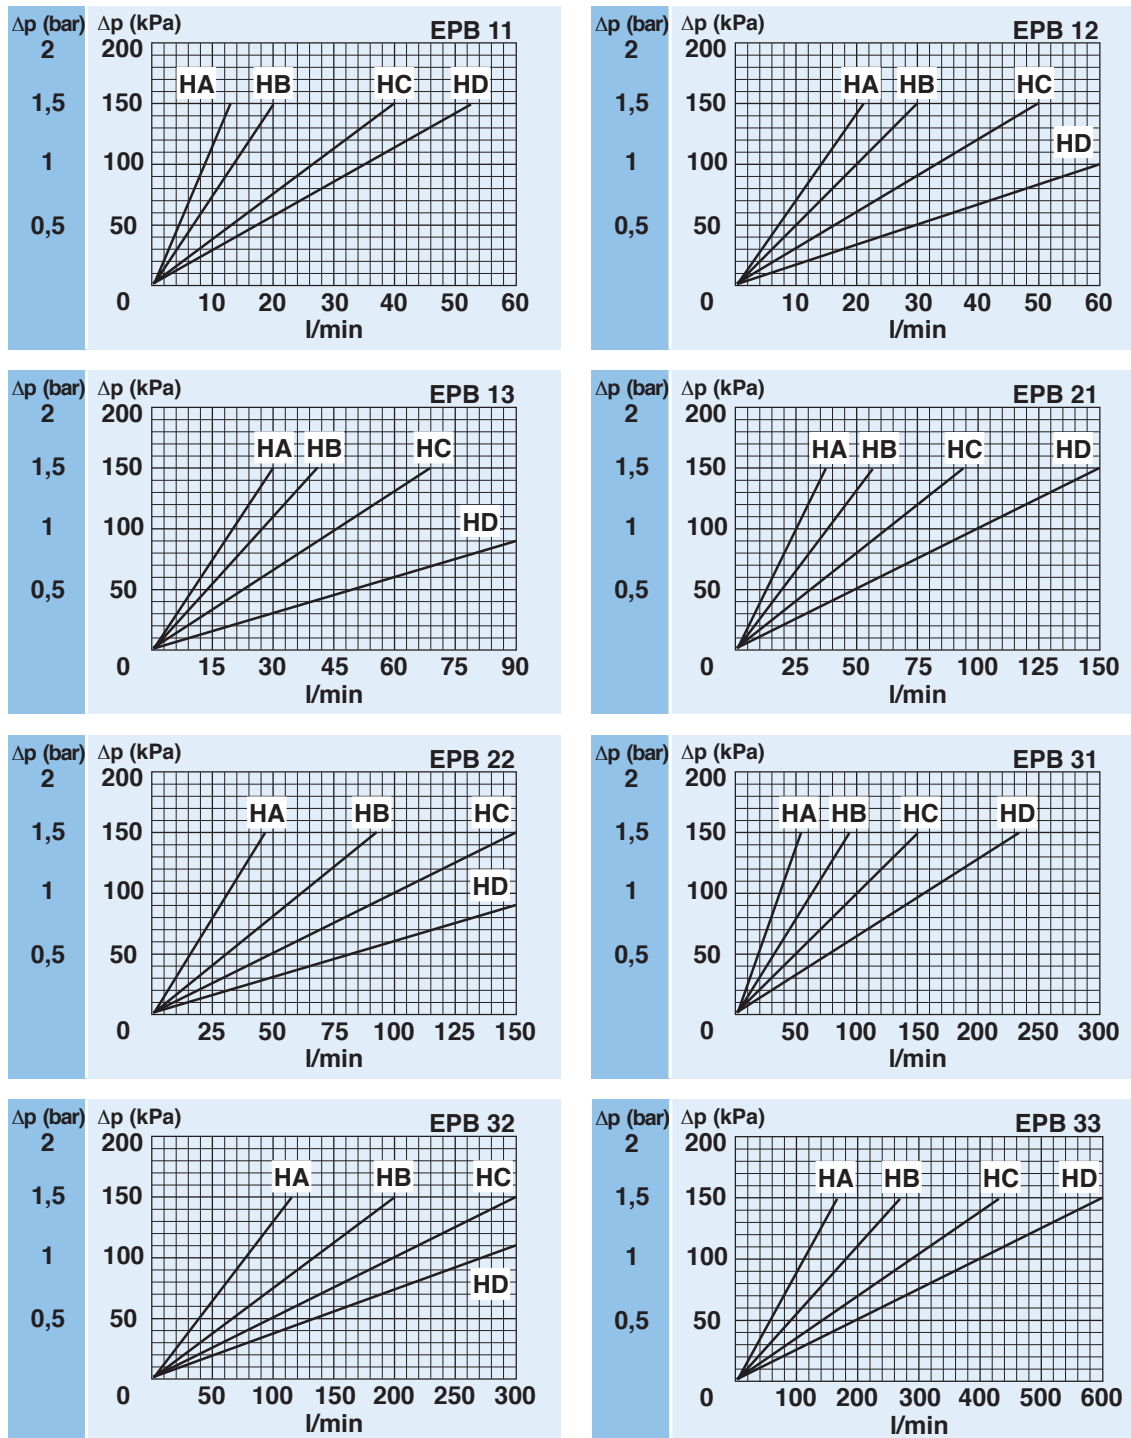 Δp (bar) Δp (kPa) EPB 11
2 200
HA HB HC HD
1,5 150
1 100
0,5 50
0 10 20 30 40 50 60
l/min
Δp (bar) Δp (kPa) EPB 12
2 200
HA HB HC
1,5 150
HD
1 100
0,5 50
0 10 20 30 40 50 60
l/min
Δp (bar) Δp (kPa) EPB 13
2 200
HA HB HC
1,5 150
HD
1 100
0,5 50
0 15 30 45 60 75 90
l/min
Δp (bar) Δp (kPa) EPB 21
2 200
HA HB HC HD
1,5 150
1 100
0,5 50
0 25 50 75 100 125 150
l/min
Δp (bar) Δp (kPa) EPB 22
2 200
HA HB HC
1,5 150
HD
1 100
0,5 50
0 25 50 75 100 125 150
l/min
Δp (bar) Δp (kPa) EPB 31
2 200
HA HB HC HD
1,5 150
1 100
0,5 50
0 50 100 150 200 250 300
l/min
Δp (bar) Δp (kPa) EPB 32
2 200
HA HB HC
1,5 150
1 100
HD
0,5 50
0 50 100 150 200 250 300
l/min
Δp (bar) Δp (kPa) EPB 33
2 200
HA HB HC HD
1,5 150
1 100
0,5 50
0 100 200 300 400 500 600
l/min